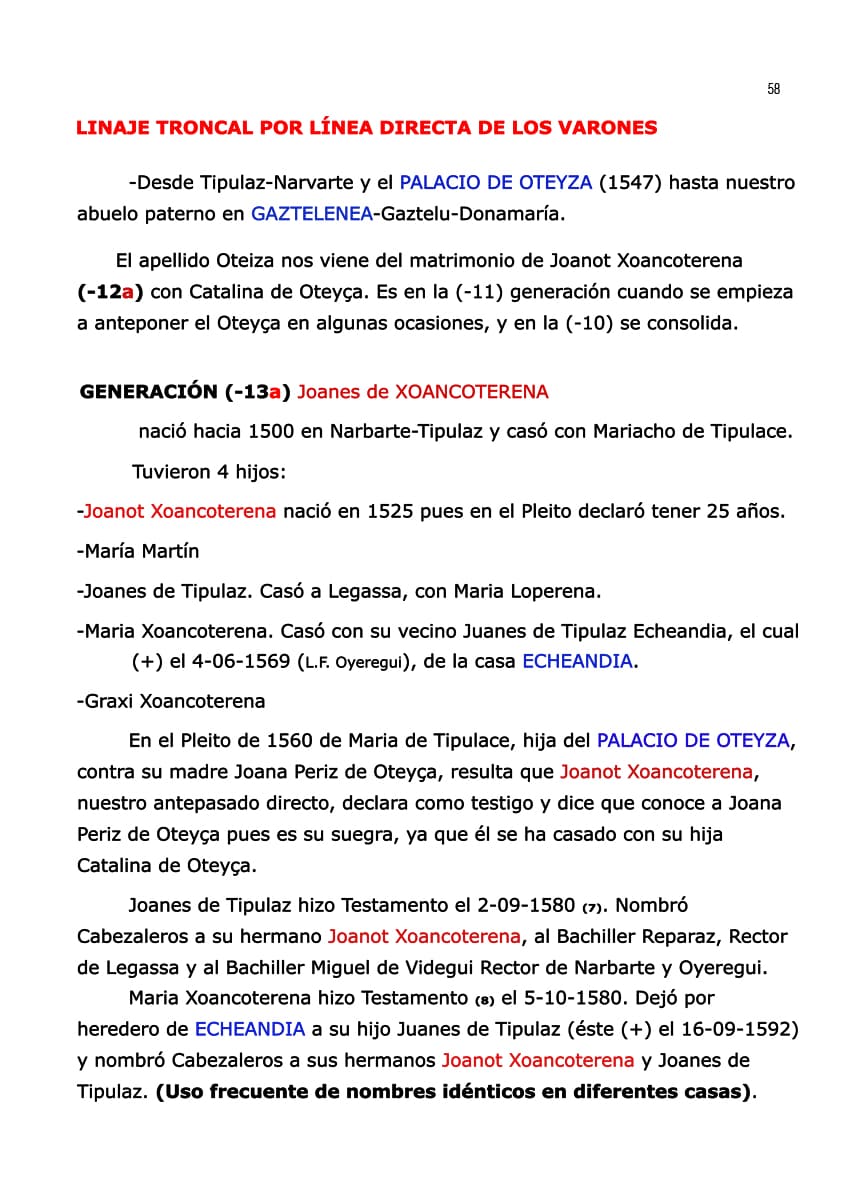 58
LINAJE TRONCAL POR LÍNEA DIRECTA DE LOS VARONES
-Desde Tipulaz-Narvarte y el PALACIO DE OTEYZA (1547) hasta nuestro
abuelo paterno en GAZTELENEA-Gaztelu-Donamaría.
El apellido Oteiza nos viene del matrimonio de Joanot Xoancoterena
(-12a) con Catalina de Oteyça. Es en la (-11) generación cuando se empieza
a anteponer el Oteyça en algunas ocasiones, y en la (-10) se consolida.
GENERACIÓN (-13a) Joanes de XOANCOTERENA
nació hacia 1500 en Narbarte-Tipulaz y casó con Mariacho de Tipulace.
Tuvieron 4 hijos:
-Joanot Xoancoterena nació en 1525 pues en el Pleito declaró tener 25 años.
-María Martín
-Joanes de Tipulaz. Casó a Legassa, con Maria Loperena.
-Maria Xoancoterena. Casó con su vecino Juanes de Tipulaz Echeandia, el cual
(+) el 4-06-1569 (L.F. Oyeregui), de la casa ECHEANDIA.
-Graxi Xoancoterena
En el Pleito de 1560 de Maria de Tipulace, hija del PALACIO DE OTEYZA,
contra su madre Joana Periz de Oteyça, resulta que Joanot Xoancoterena,
nuestro antepasado directo, declara como testigo y dice que conoce a Joana
Periz de Oteyça pues es su suegra, ya que él se ha casado con su hija
Catalina de Oteyça.
Joanes de Tipulaz hizo Testamento el 2-09-1580 (7). Nombró
Cabezaleros a su hermano Joanot Xoancoterena, al Bachiller Reparaz, Rector
de Legassa y al Bachiller Miguel de Videgui Rector de Narbarte y Oyeregui.
Maria Xoancoterena hizo Testamento (8) el 5-10-1580. Dejó por
heredero de ECHEANDIA a su hijo Juanes de Tipulaz (éste (+) el 16-09-1592)
y nombró Cabezaleros a sus hermanos Joanot Xoancoterena y Joanes de
Tipulaz. (Uso frecuente de nombres idénticos en diferentes casas).